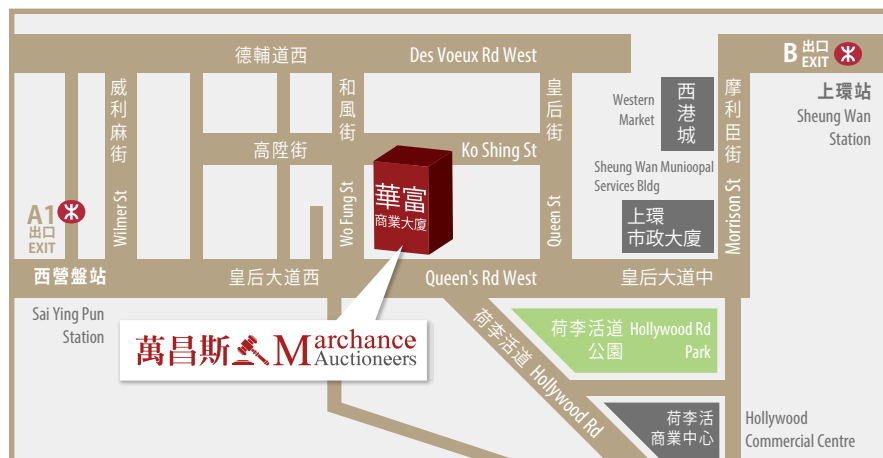 德輔道西 Des Voeux Rd West
B 出口 EXIT
上環站
Sheung Wan
Station
威利麻街
Wilmer St
和風街
Wo Fung St
高陞街 Ko Shing St
皇后街
Queen St
Western
Market
西港城
摩利臣街
Morrison St
Sheung Wan Munioopal
Services Bldg
上環
市政大廈
華富
商業大廈
A1
出口
EXIT
西營盤站
Sai Ying Pun
Station
皇后大道西 Queen's Rd West 皇后大道中
萬昌斯 Marchance
Auctioneers
荷李活道 Hollywood Rd
荷李活道 Hollywood Rd
公園 Park
荷李活
商業中心
Hollywood
Commercial Centre